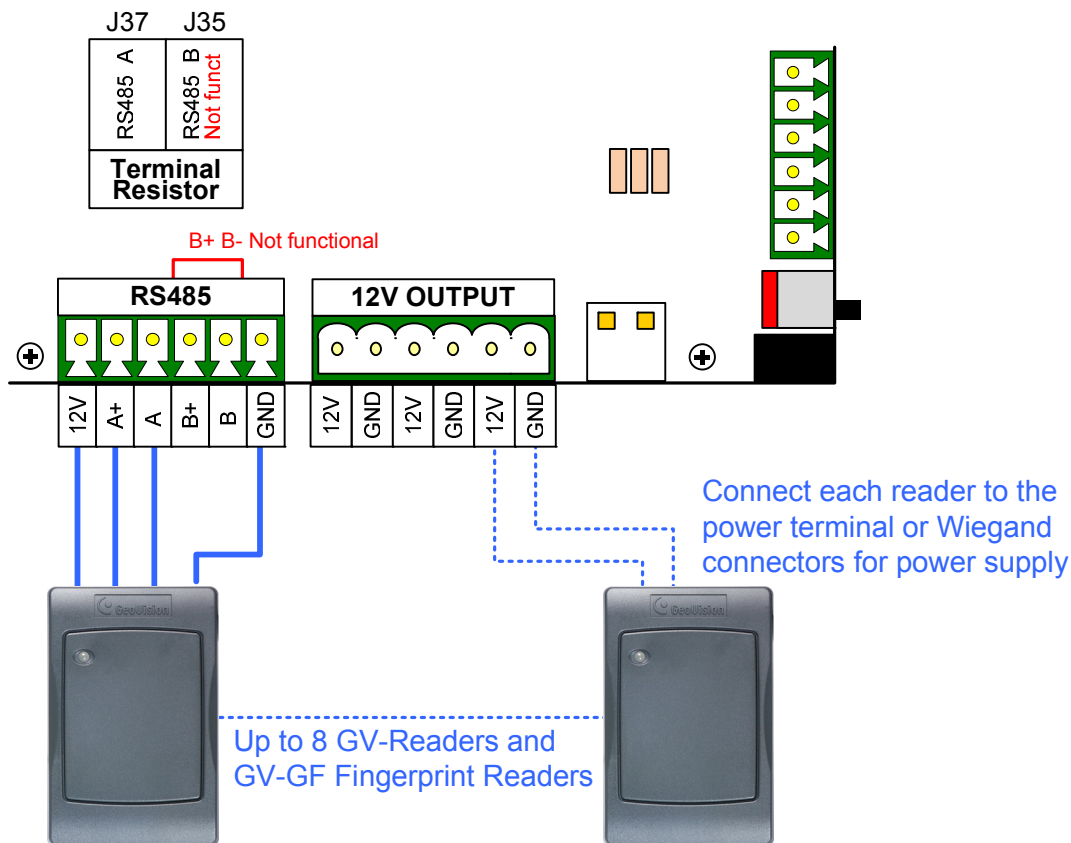 J37 J35
RS485 A
RS485 B
Not funct
Terminal
Resistor
B+ B- Not functional
RS485
12V OUTPUT
12V A+ A B+ B GND
12V GND 12V GND 12V GND
Connect each reader to the
power terminal or Wiegand
connectors for power supply
GeoVision
GeoVision
Up to 8 GV-Readers and
GV-GF Fingerprint Readers